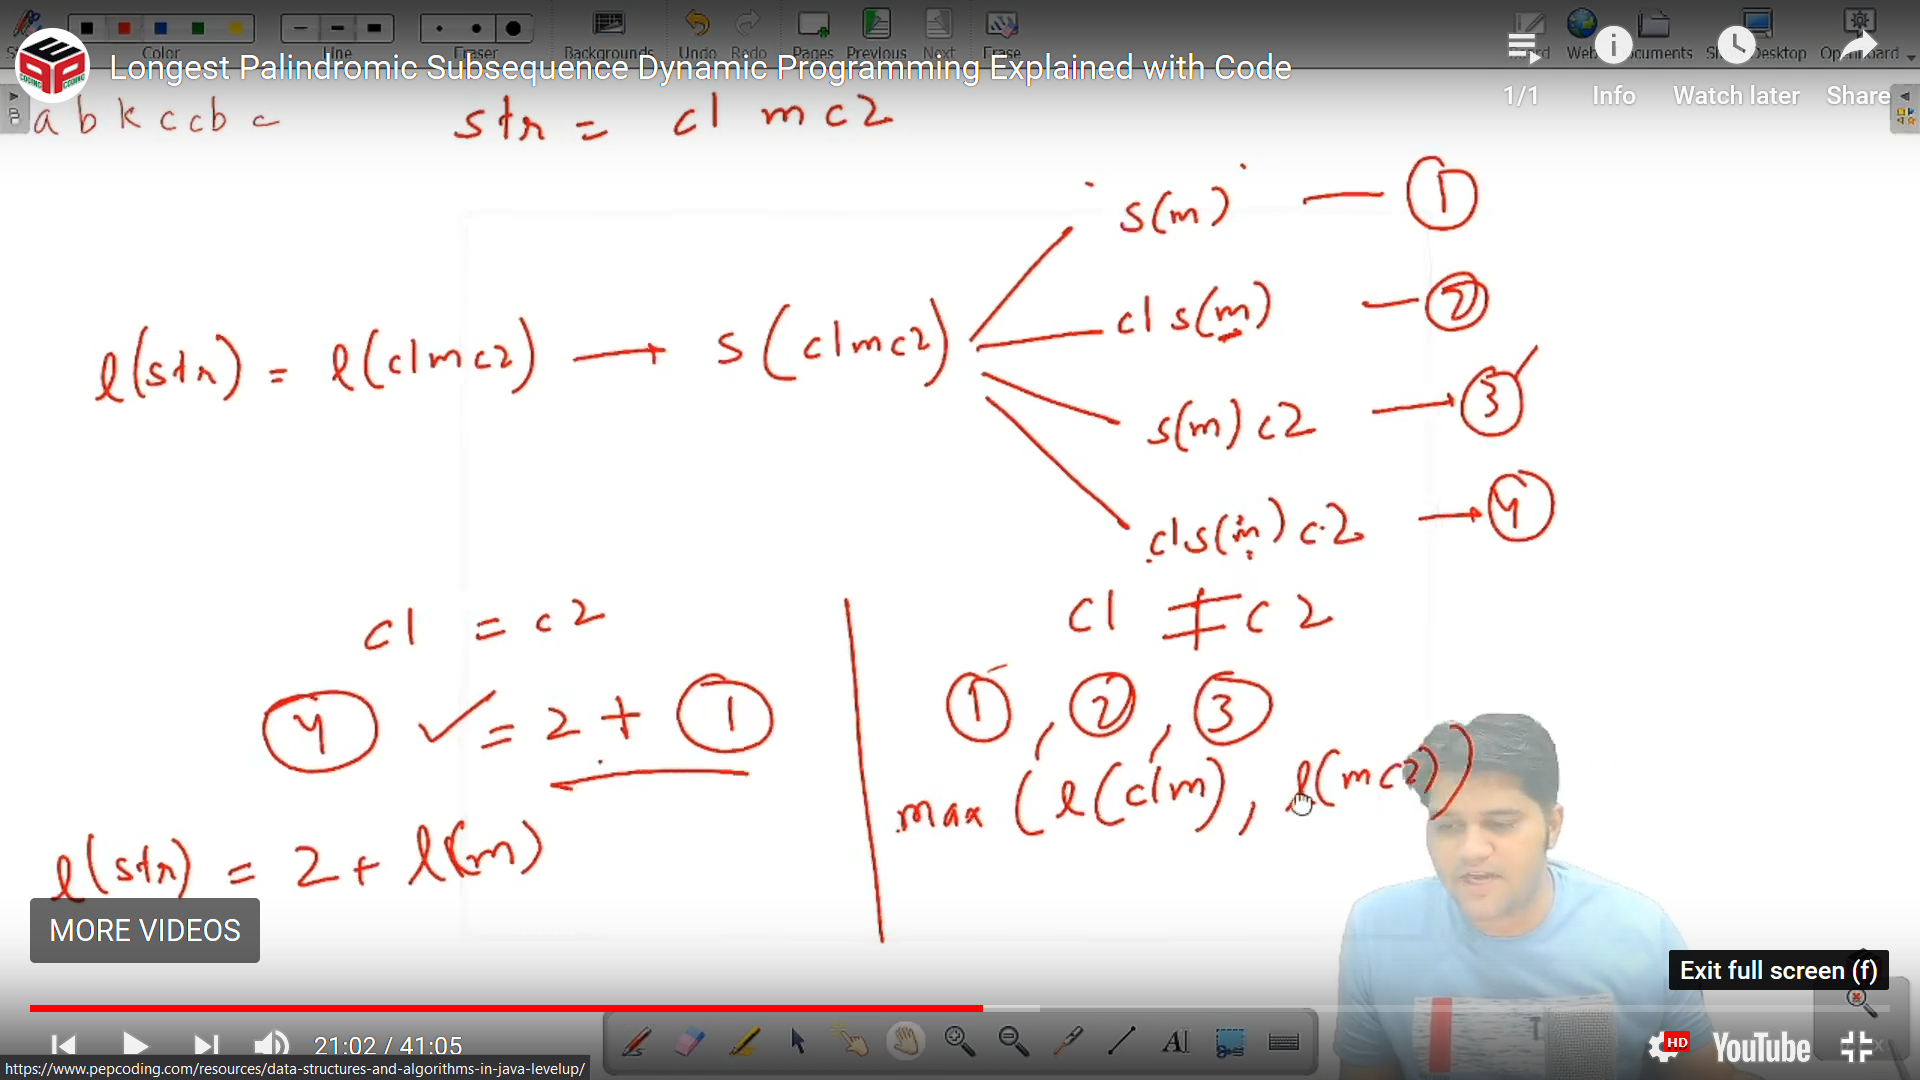 Color Line Eraser Backgrounds Undo Redo Pages Previous Next Erase Desktop
Longest Palindromic Subsequence Dynamic Programming Explained with Code
1/1 Info Watch later Share
a b k c c b c str = c1 m c2
s(m) — 1
c1 s(m) — 2
l(str) = l(c1mc2) → s(c1mc2)
s(m) c2 → 3
c1s(m) c2 → 4
c1 = c2 c1 ≠ c2
4 ✓ = 2 + 1 1 , 2 , 3
max (l(c1m), l(mc2))
l(str) = 2 + l(m)
MORE VIDEOS
Exit full screen (f)
21:02 / 41:05 HD YouTube
https://www.pepcoding.com/resources/data-structures-and-algorithms-in-java-levelup/